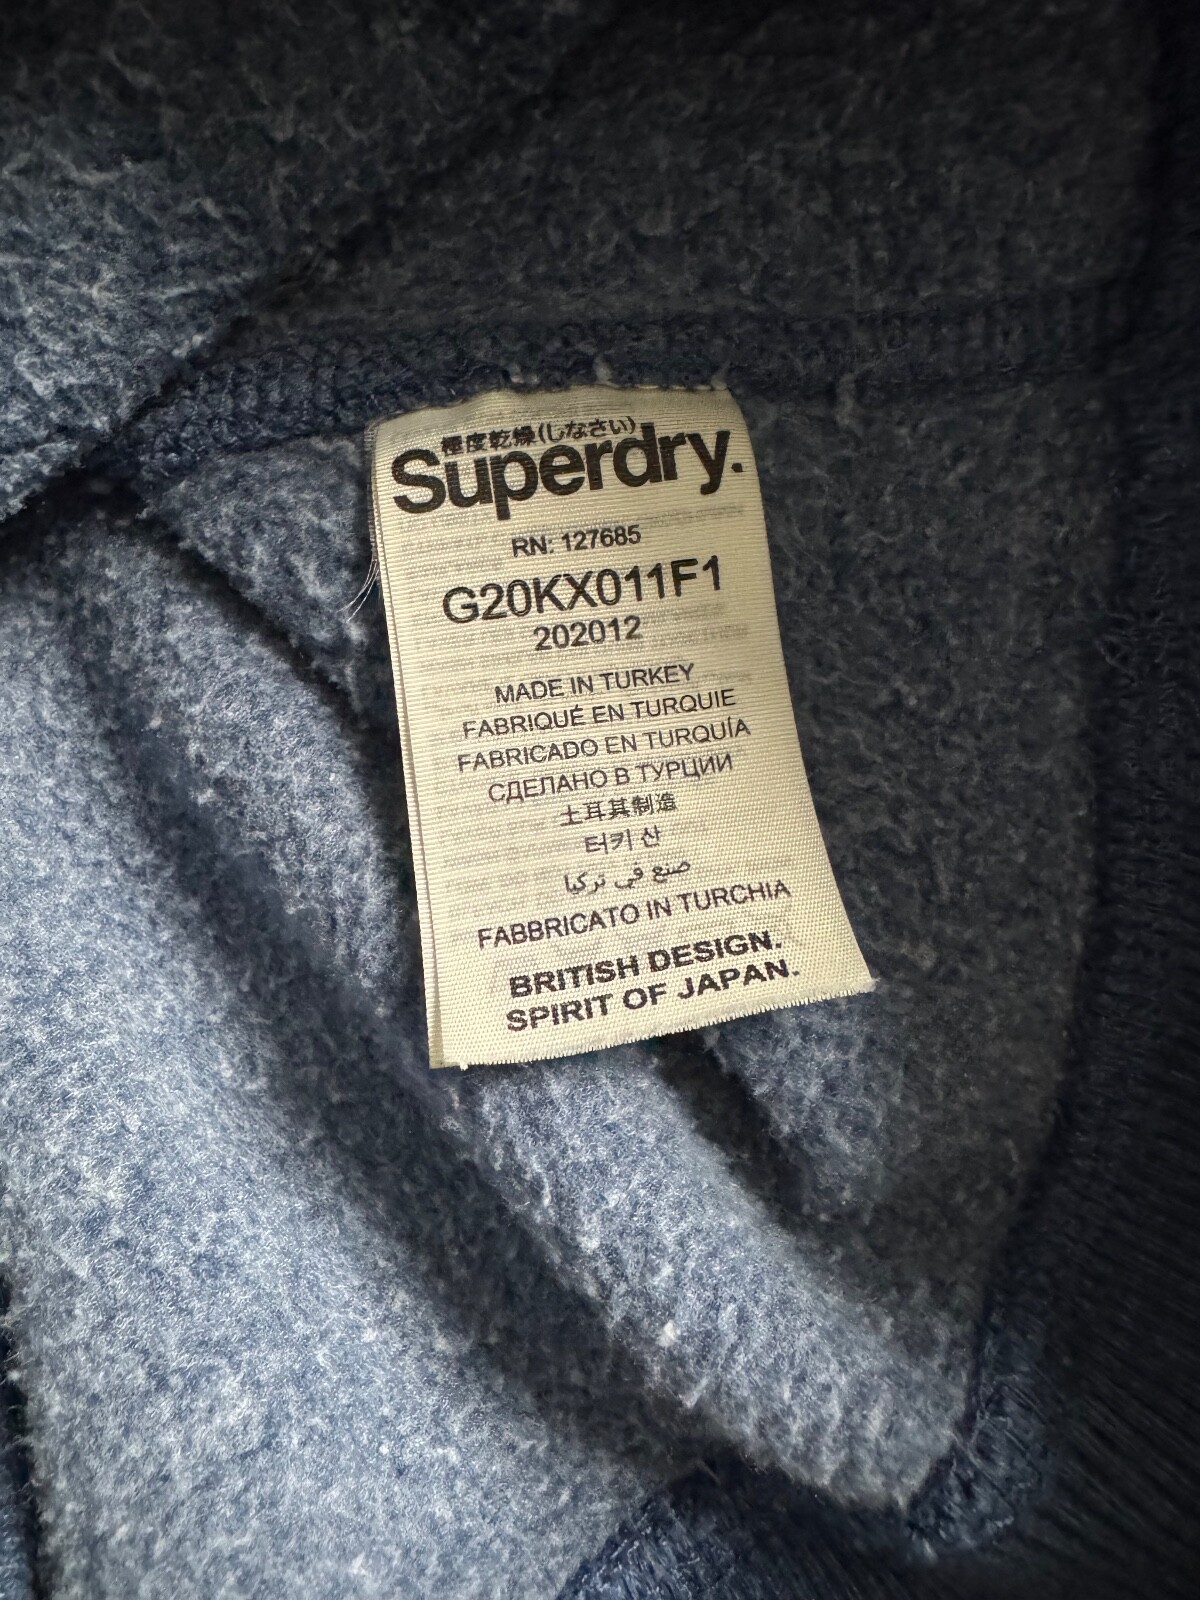 極度乾燥(しなさい)
Superdry.
RN: 127685
G20KX011F1
202012
MADE IN TURKEY
FABRIQUÉ EN TURQUIE
FABRICADO EN TURQUÍA
СДЕЛАНО В ТУРЦИИ
土耳其制造
터키 산
صنع في تركيا
FABBRICATO IN TURCHIA
BRITISH DESIGN.
SPIRIT OF JAPAN.